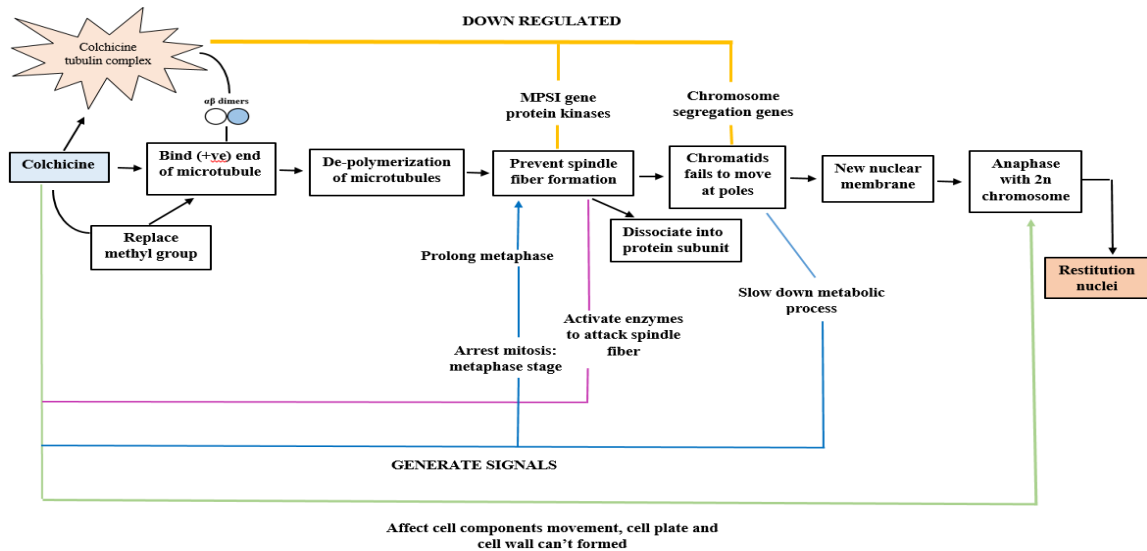 DOWN REGULATED
Colchicine
tubulin complex
αβ dimers
MPSI gene
protein kinases
Chromosome
segregation genes
Colchicine
Bind (+ve) end
of microtubule
De-polymerization
of microtubules
Prevent spindle
fiber formation
Chromatids
fails to move
at poles
New nuclear
membrane
Anaphase
with 2n
chromosome
Replace
methyl group
Dissociate into
protein subunit
Restitution
nuclei
Prolong metaphase
Slow down metabolic
process
Activate enzymes
to attack spindle
fiber
Arrest mitosis:
metaphase stage
GENERATE SIGNALS
Affect cell components movement, cell plate and
cell wall can’t formed